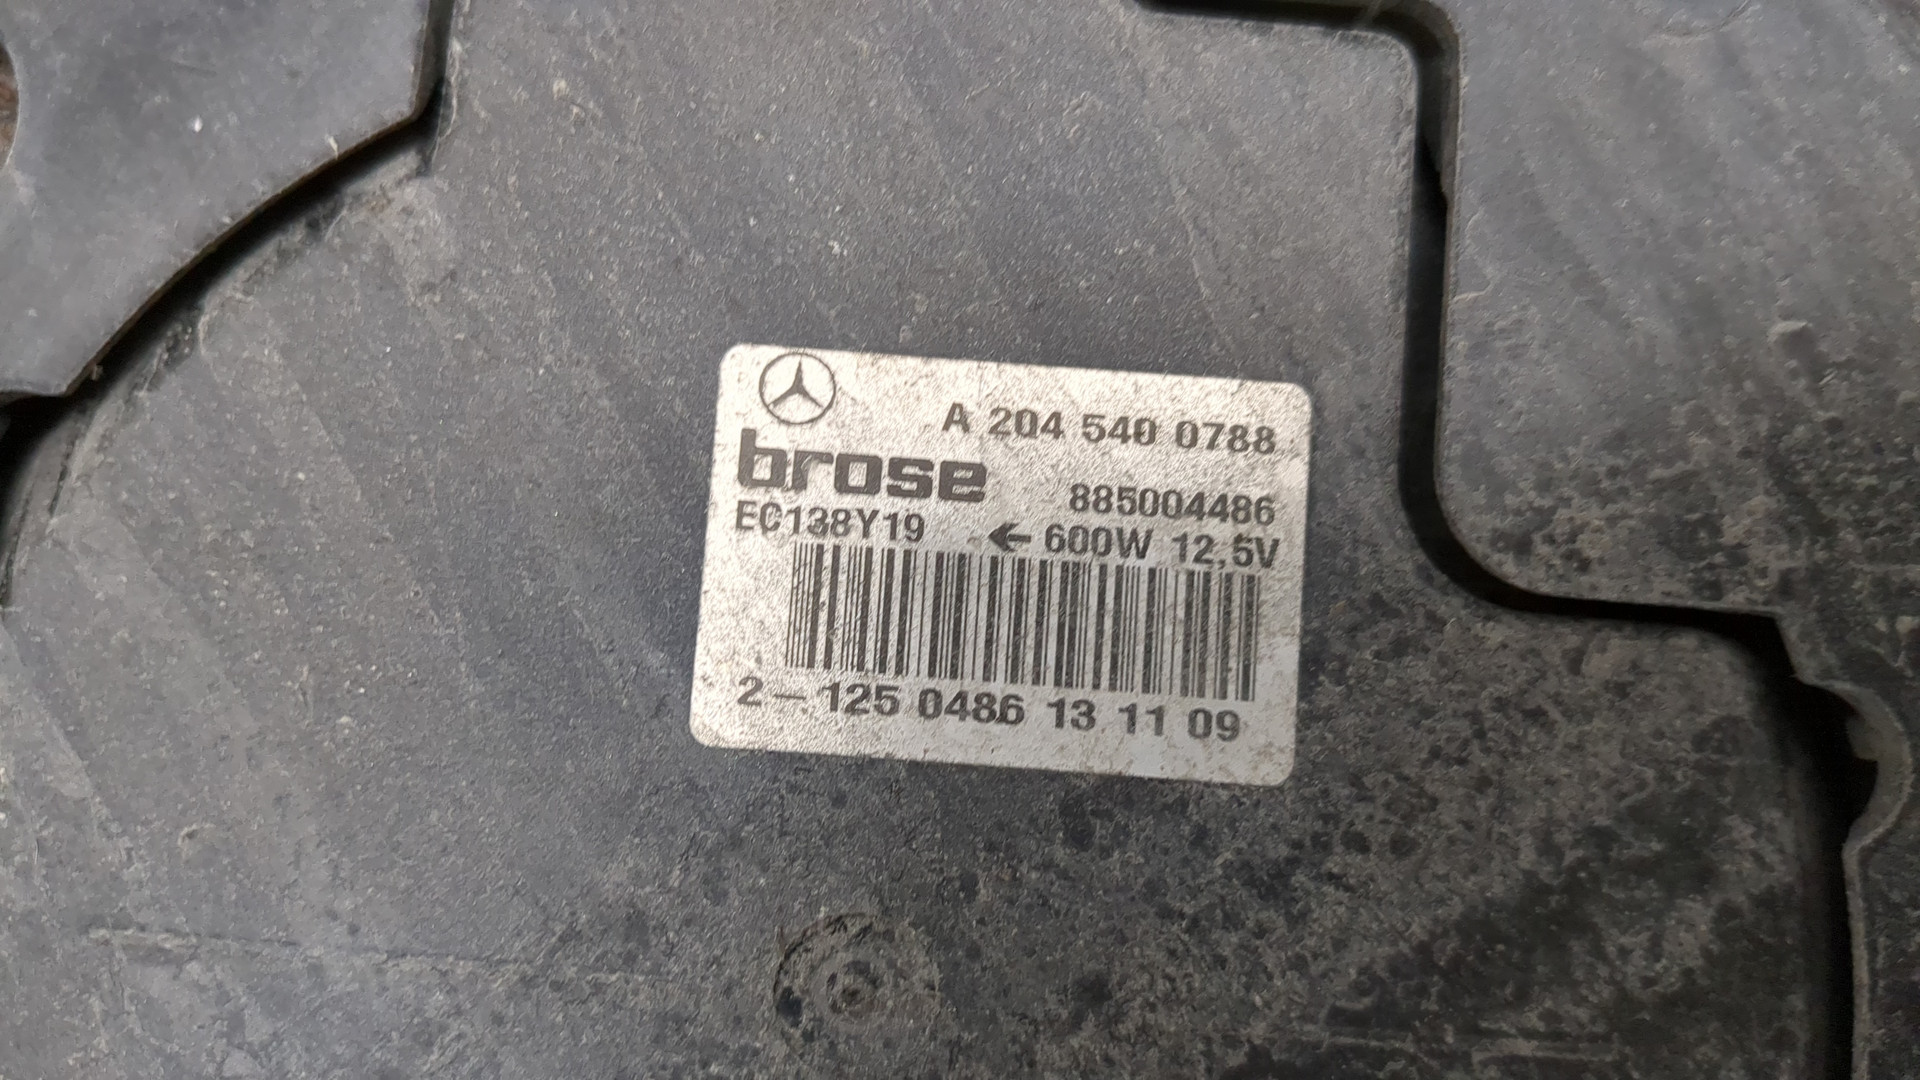 A 204 540 0788
brose
885004486
EC138Y19 ← 600W 12,5V
2-125 0486 13 11 09